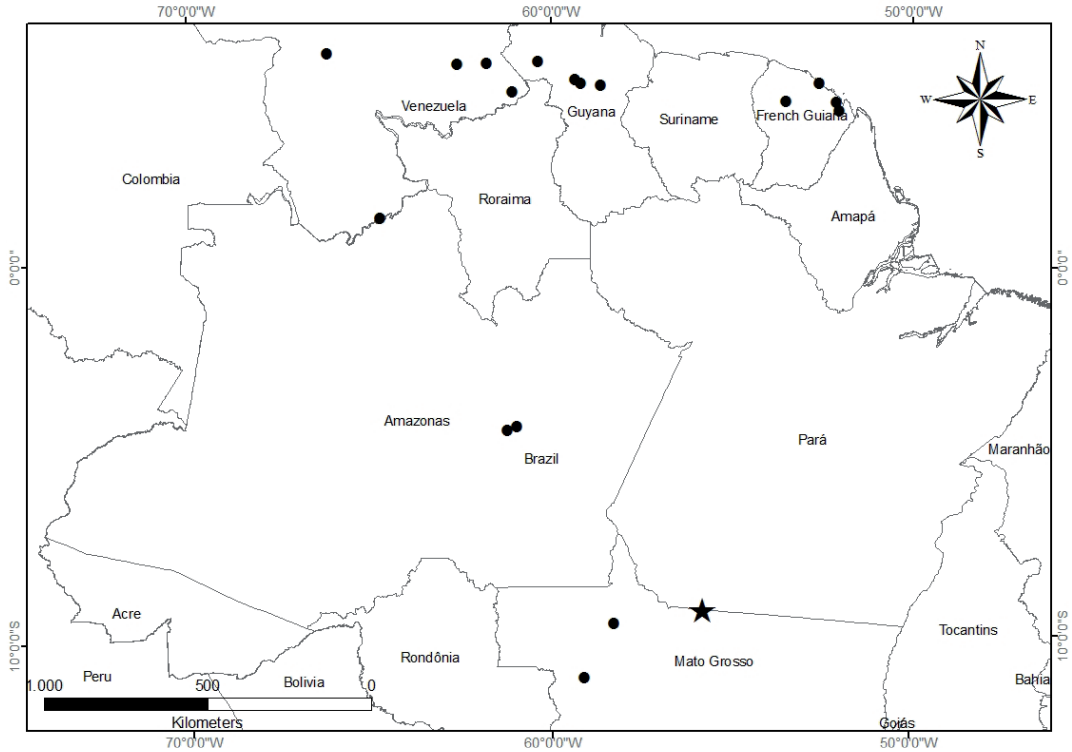 70°0'0"W 60°0'0"W 50°0'0"W
N
W E
S
Venezuela
Guyana
Suriname
French Guiana
Colombia
Roraima
Amapá
0°0'0" 0°0'0"
Amazonas
Pará
Brazil
Maranhão
Acre
Tocantins
10°0'0"S 10°0'0"S
Rondônia
Mato Grosso
Peru
Bolivia
Bahia
1.000 500 0
Kilometers
Goiás
70°0'0"W 60°0'0"W 50°0'0"W